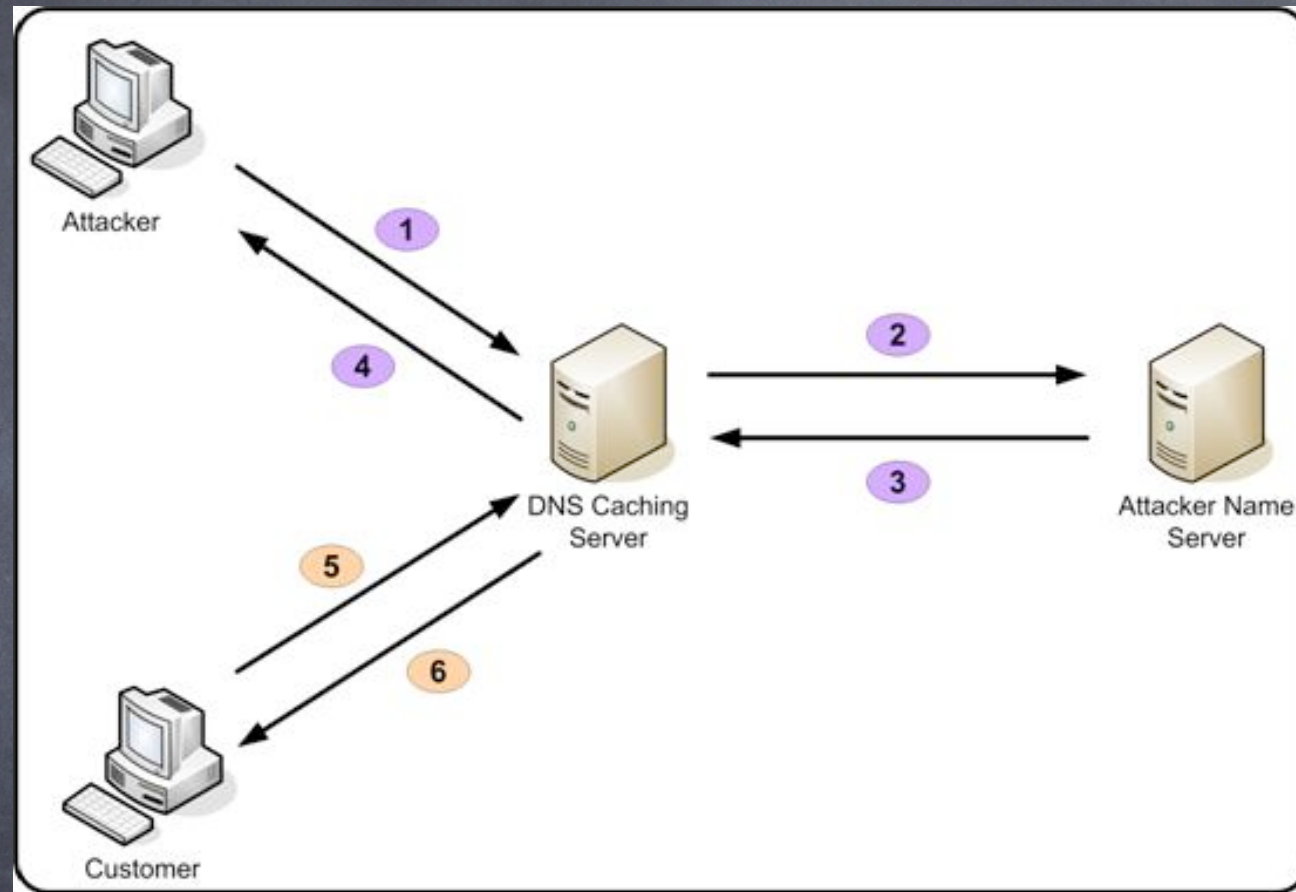 Attacker
1
4
2
3
DNS Caching
Server
Attacker Name
Server
5
6
Customer